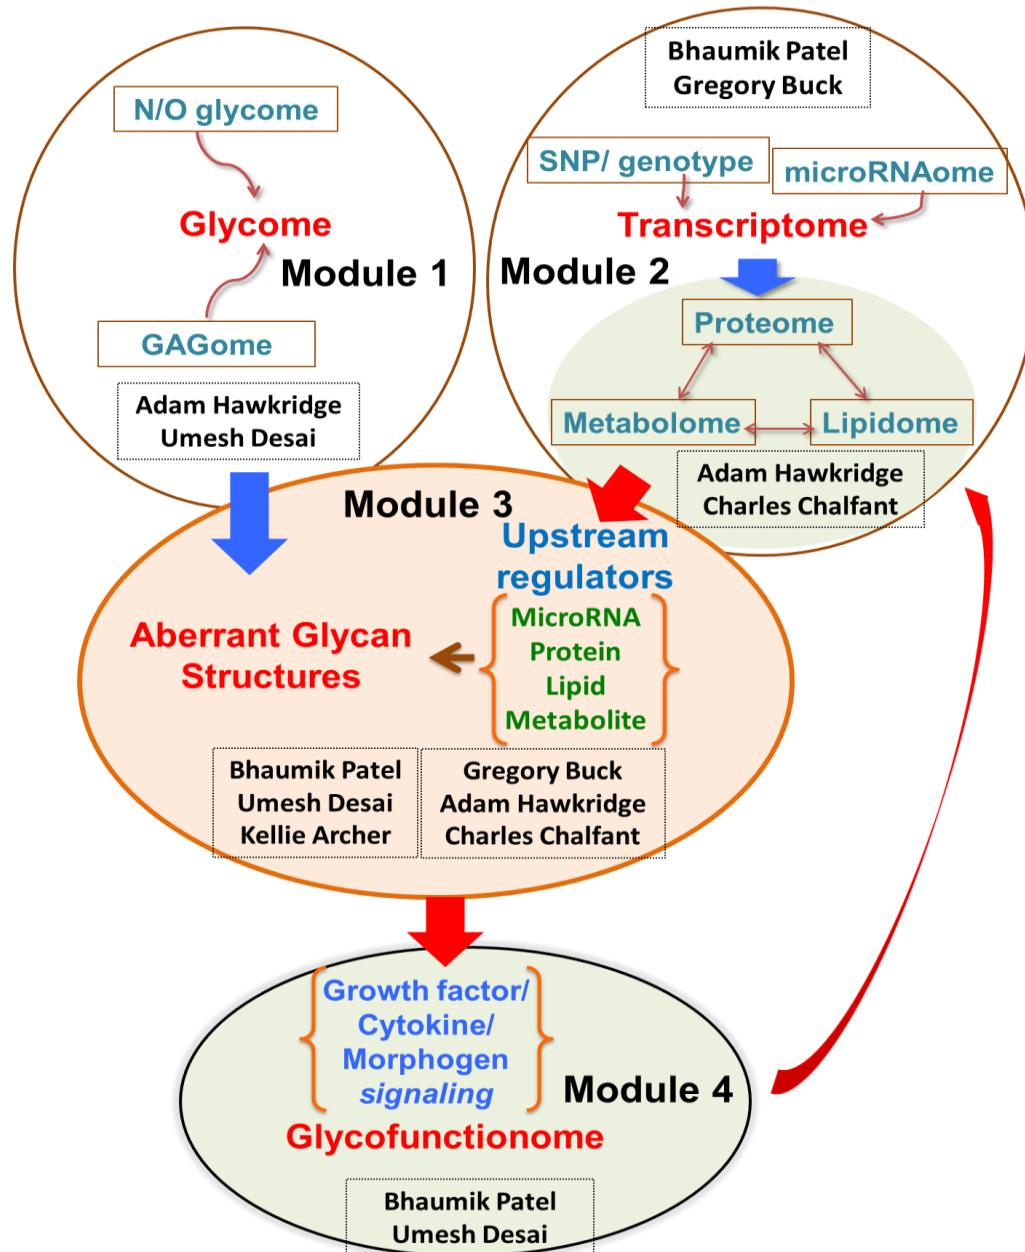 N/O glycome
Glycome
Module 1
GAGome
Adam Hawkridge
Umesh Desai
Bhaumik Patel
Gregory Buck
SNP/ genotype
microRNAome
Transcriptome
Module 2
Proteome
Metabolome
Lipidome
Adam Hawkridge
Charles Chalfant
Module 3
Upstream
regulators
MicroRNA
Protein
Lipid
Metabolite
Aberrant Glycan
Structures
Bhaumik Patel
Umesh Desai
Kellie Archer
Gregory Buck
Adam Hawkridge
Charles Chalfant
Growth factor/
Cytokine/
Morphogen
signaling
Module 4
Glycofunctionome
Bhaumik Patel
Umesh Desai